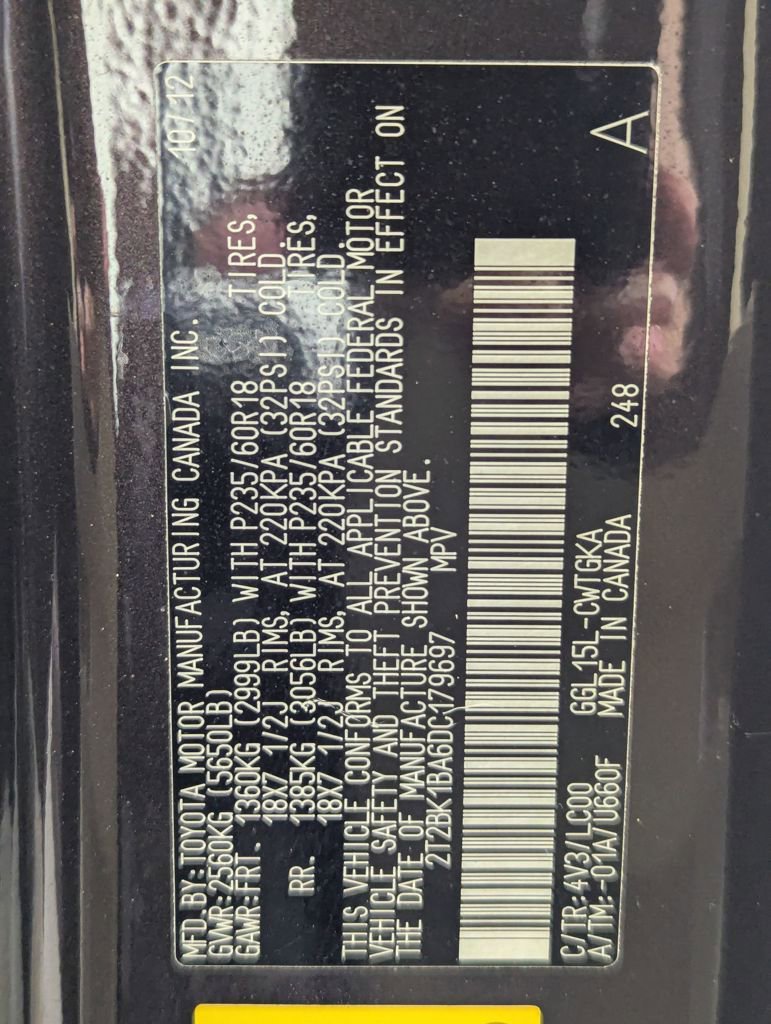 MFD.BY:TOYOTA MOTOR MANUFACTURING CANADA INC. 10/12
GVWR:2560KG (5650LB)
GAWR:FRT. 1360KG (2999LB) WITH P235/60R18 TIRES,
18X7 1/2J RIMS, AT 220KPA (32PSI) COLD.
RR. 1385KG (3056LB) WITH P235/60R18 TIRES,
18X7 1/2J RIMS, AT 220KPA (32PSI) COLD.
THIS VEHICLE CONFORMS TO ALL APPLICABLE FEDERAL MOTOR
VEHICLE SAFETY AND THEFT PREVENTION STANDARDS IN EFFECT ON
THE DATE OF MANUFACTURE SHOWN ABOVE.
2T2BK1BA6DC179697 MPV
C/TR:4V3/LC00 GGL15L-CWTGKA
A/TM:-01A/U660F MADE IN CANADA 248 A